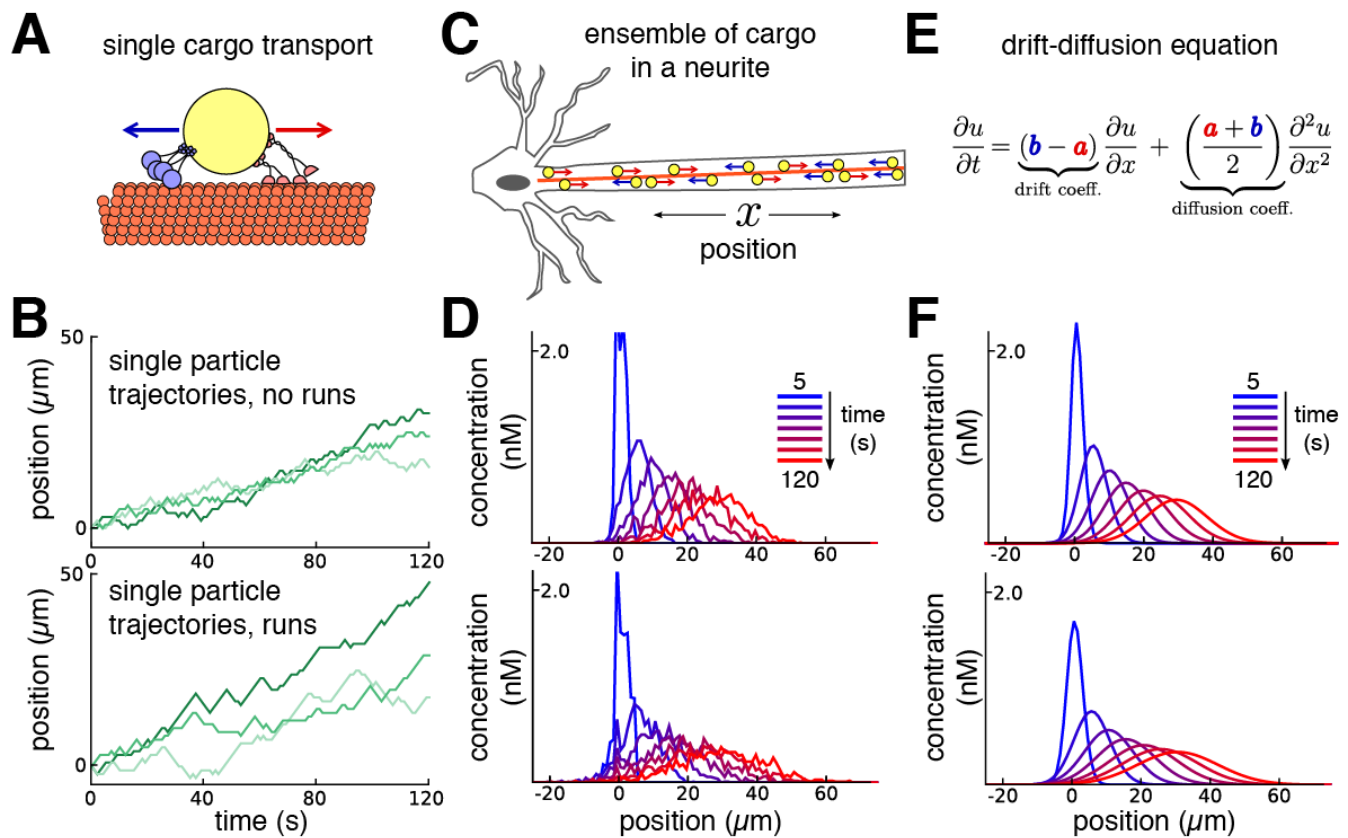 A
single cargo transport
C
ensemble of cargo
in a neurite
x
position
E
drift-diffusion equation
∂u/∂t = (b − a) ∂u/∂x + ((a + b)/2) ∂²u/∂x²
drift coeff.
diffusion coeff.
B
50
single particle
trajectories, no runs
position (μm)
0
0 40 80 120
50
single particle
trajectories, runs
position (μm)
0
0 40 80 120
time (s)
D
concentration
(nM)
2.0
5
time
(s)
120
-20 0 20 40 60
concentration
(nM)
2.0
-20 0 20 40 60
position (μm)
F
concentration
(nM)
2.0
5
time
(s)
120
-20 0 20 40 60
concentration
(nM)
2.0
-20 0 20 40 60
position (μm)